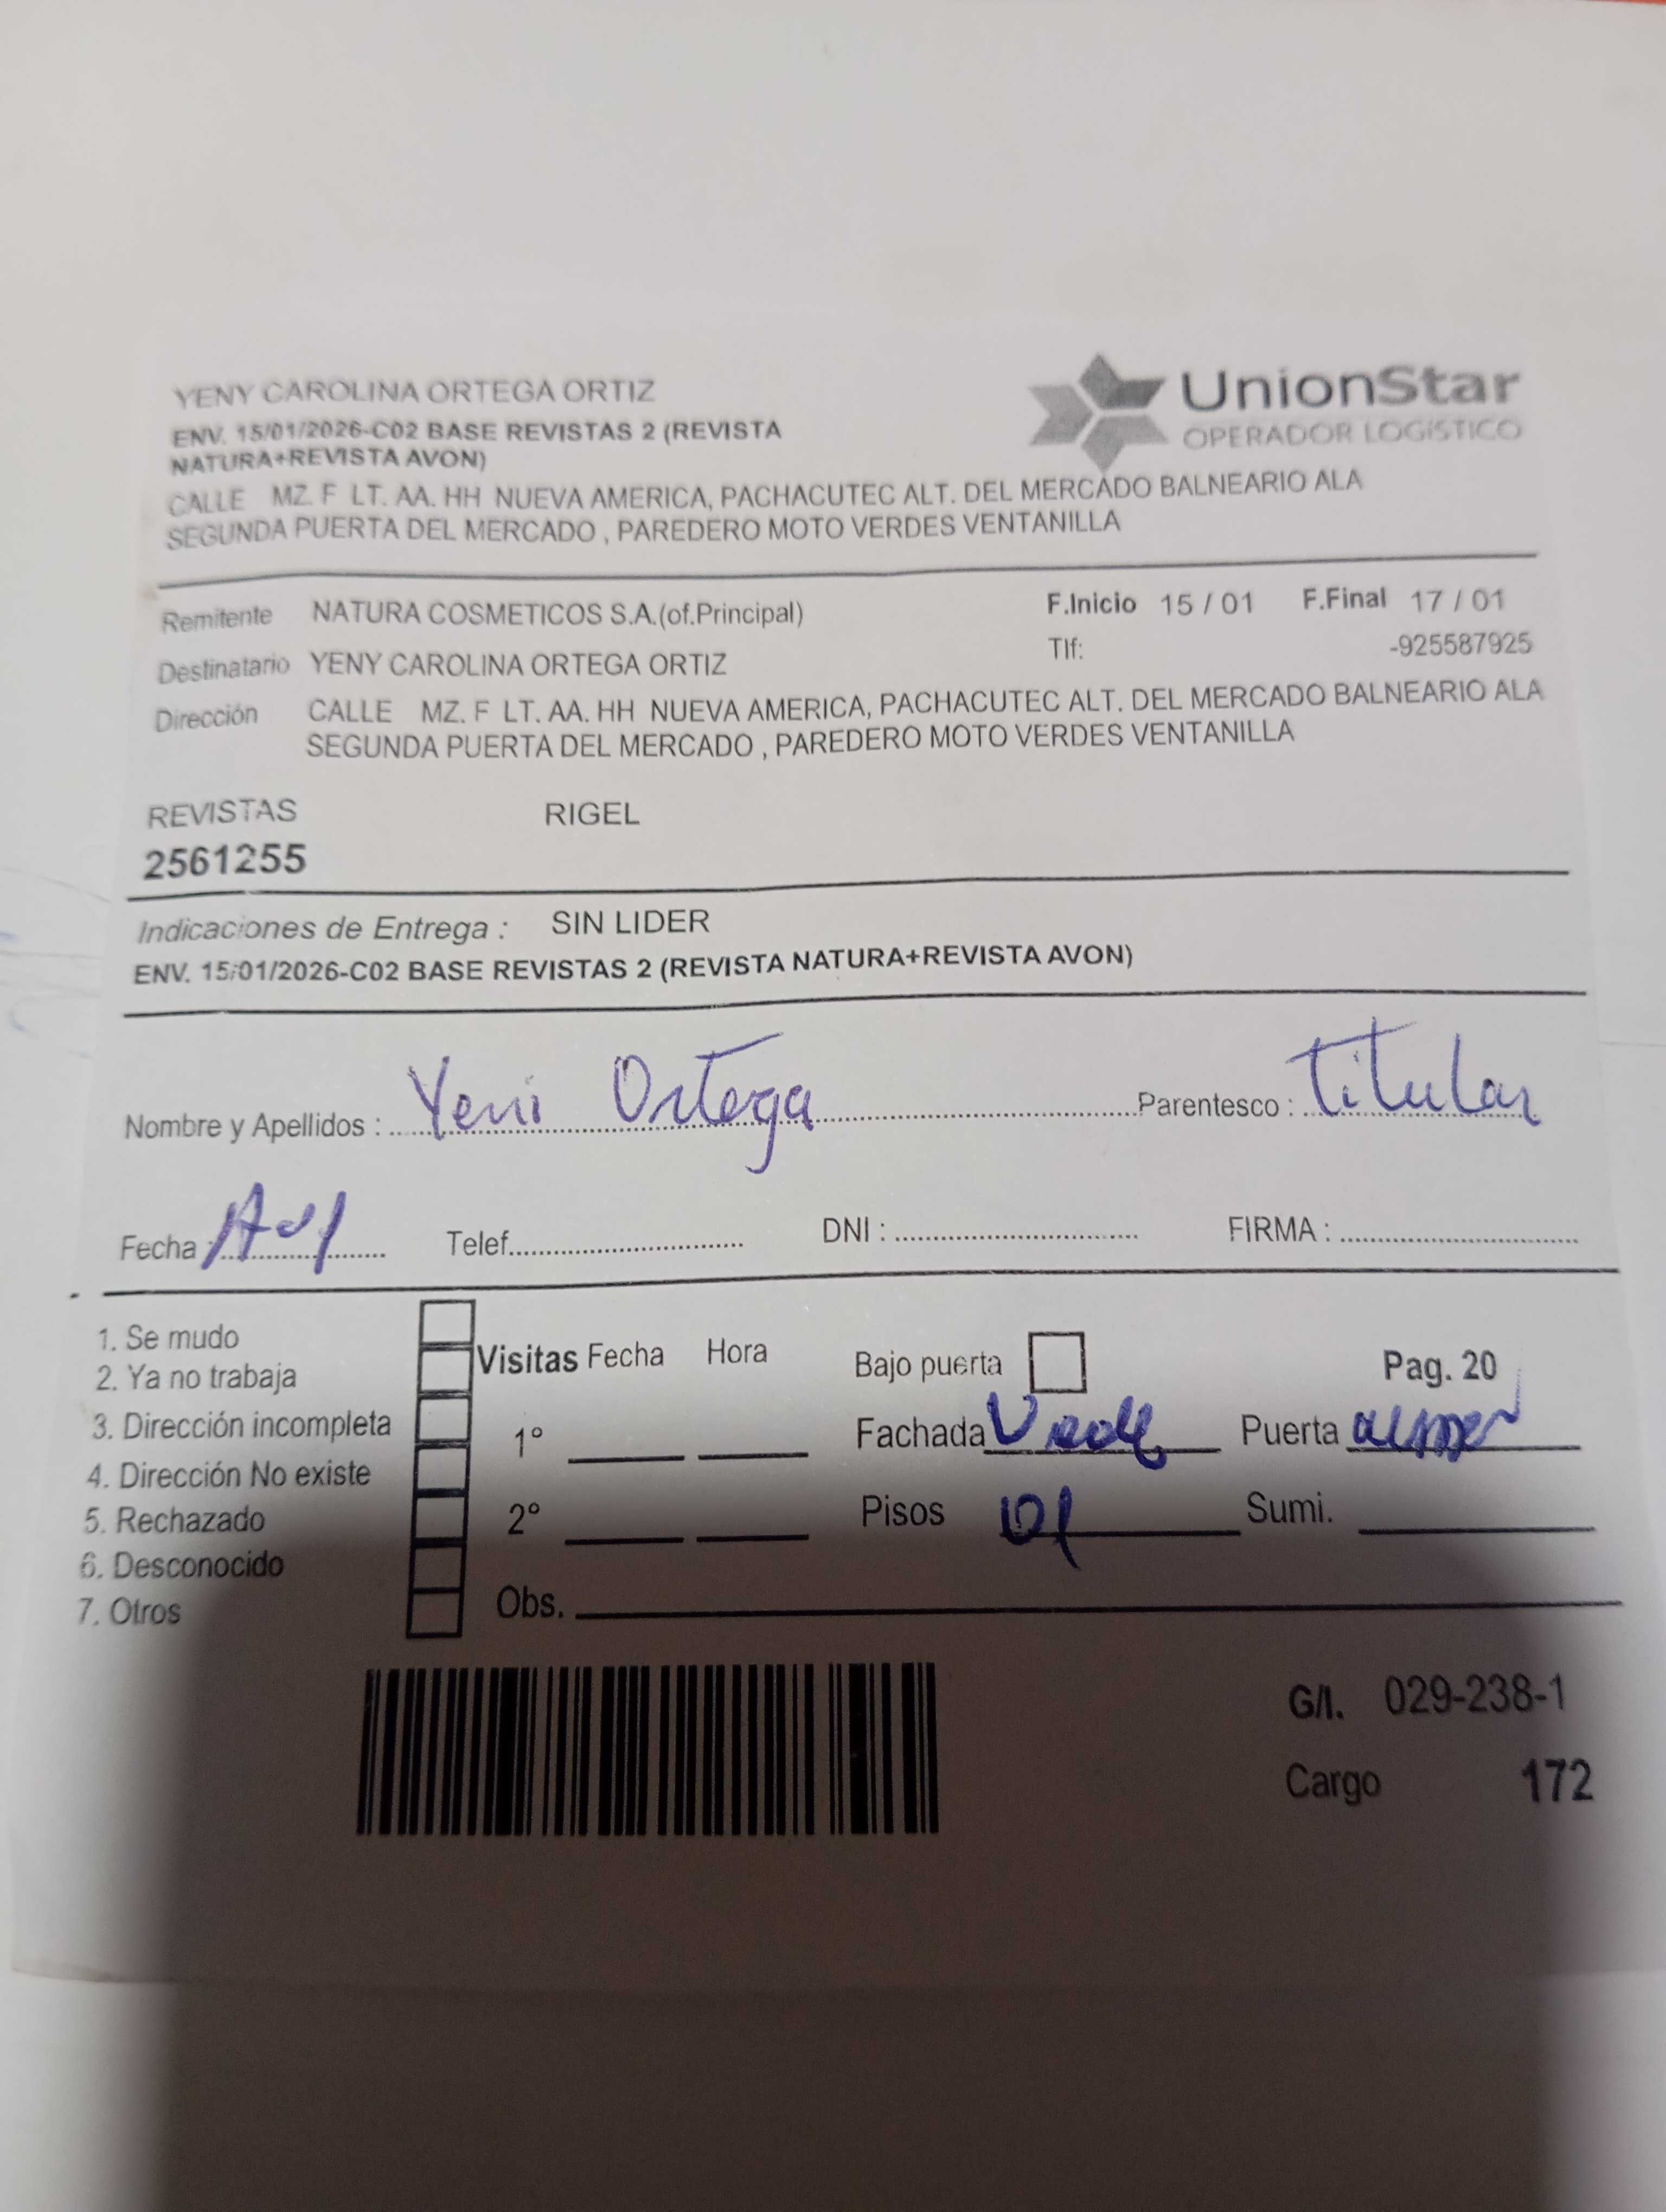 YENY CAROLINA ORTEGA ORTIZ
ENV. 15/01/2026-C02 BASE REVISTAS 2 (REVISTA
NATURA+REVISTA AVON)
UnionStar
OPERADOR LOGíSTICO
CALLE MZ. F LT. AA. HH NUEVA AMERICA, PACHACUTEC ALT. DEL MERCADO BALNEARIO ALA
SEGUNDA PUERTA DEL MERCADO , PAREDERO MOTO VERDES VENTANILLA
Remitente NATURA COSMETICOS S.A.(of.Principal) F.Inicio 15 / 01 F.Final 17 / 01
Destinatario YENY CAROLINA ORTEGA ORTIZ Tlf: -925587925
Dirección CALLE MZ. F LT. AA. HH NUEVA AMERICA, PACHACUTEC ALT. DEL MERCADO BALNEARIO ALA
SEGUNDA PUERTA DEL MERCADO , PAREDERO MOTO VERDES VENTANILLA
REVISTAS RIGEL
2561255
Indicaciones de Entrega : SIN LIDER
ENV. 15/01/2026-C02 BASE REVISTAS 2 (REVISTA NATURA+REVISTA AVON)
Nombre y Apellidos : Yeni Ortega Parentesco : Titular
Fecha : Telef. DNI : FIRMA :
1. Se mudo
2. Ya no trabaja
3. Dirección incompleta
4. Dirección No existe
5. Rechazado
6. Desconocido
7. Otros
Visitas Fecha Hora
1°
2°
Obs.
Bajo puerta Pag. 20
Fachada Puerta
Pisos 01 Sumi.
G/I. 029-238-1
Cargo 172